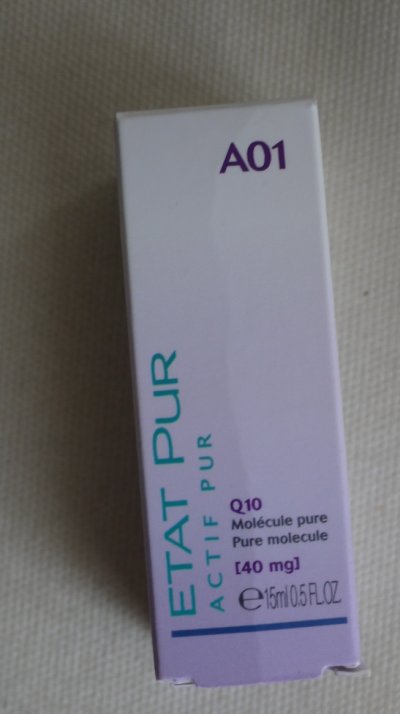 A01
ETAT PUR
ACTIF PUR
Q10
Molécule pure
Pure molecule
[40 mg]
℮15ml 0.5 FL.OZ.